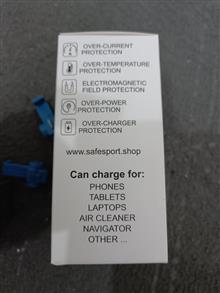 OVER-CURRENT
PROTECTION
OVER-TEMPERATURE
PROTECTION
ELECTROMAGNETIC
FIELD PROTECTION
OVER-POWER
PROTECTION
OVER-CHARGER
PROTECTION
www.safesport.shop
Can charge for:
PHONES
TABLETS
LAPTOPS
AIR CLEANER
NAVIGATOR
OTHER ...